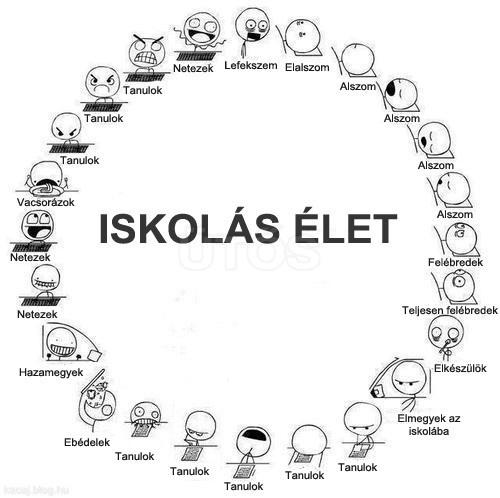 ISKOLÁS ÉLET
Lefekszem
Elalszom
Alszom
Alszom
Alszom
Alszom
Felébredek
Teljesen felébredek
Elkészülök
Elmegyek az
iskolába
Tanulok
Tanulok
Tanulok
Tanulok
Tanulok
Ebédelek
Hazamegyek
Netezek
Netezek
Vacsorázok
Tanulok
Tanulok
Tanulok
Netezek
kacaj.blog.hu